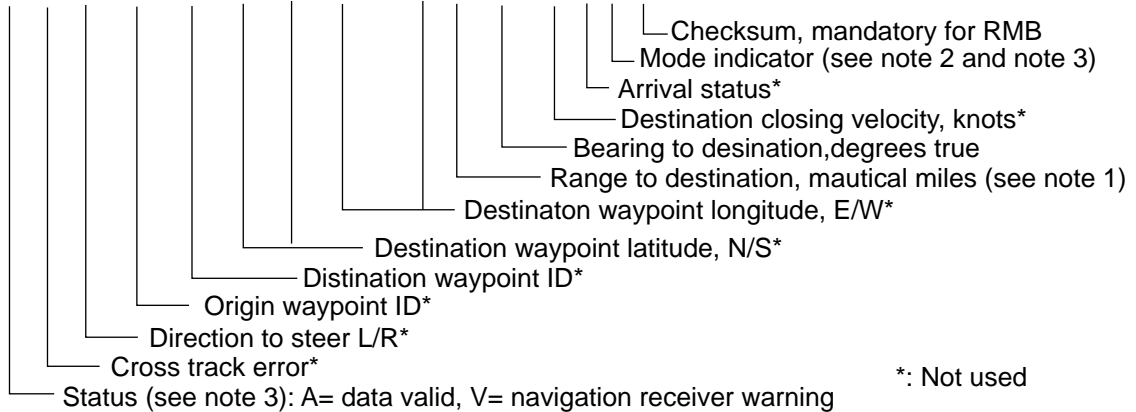 Checksum, mandatory for RMB
Mode indicator (see note 2 and note 3)
Arrival status*
Destination closing velocity, knots*
Bearing to desination,degrees true
Range to destination, mautical miles (see note 1)
Destinaton waypoint longitude, E/W*
Destination waypoint latitude, N/S*
Distination waypoint ID*
Origin waypoint ID*
Direction to steer L/R*
Cross track error*
*: Not used
Status (see note 3): A= data valid, V= navigation receiver warning